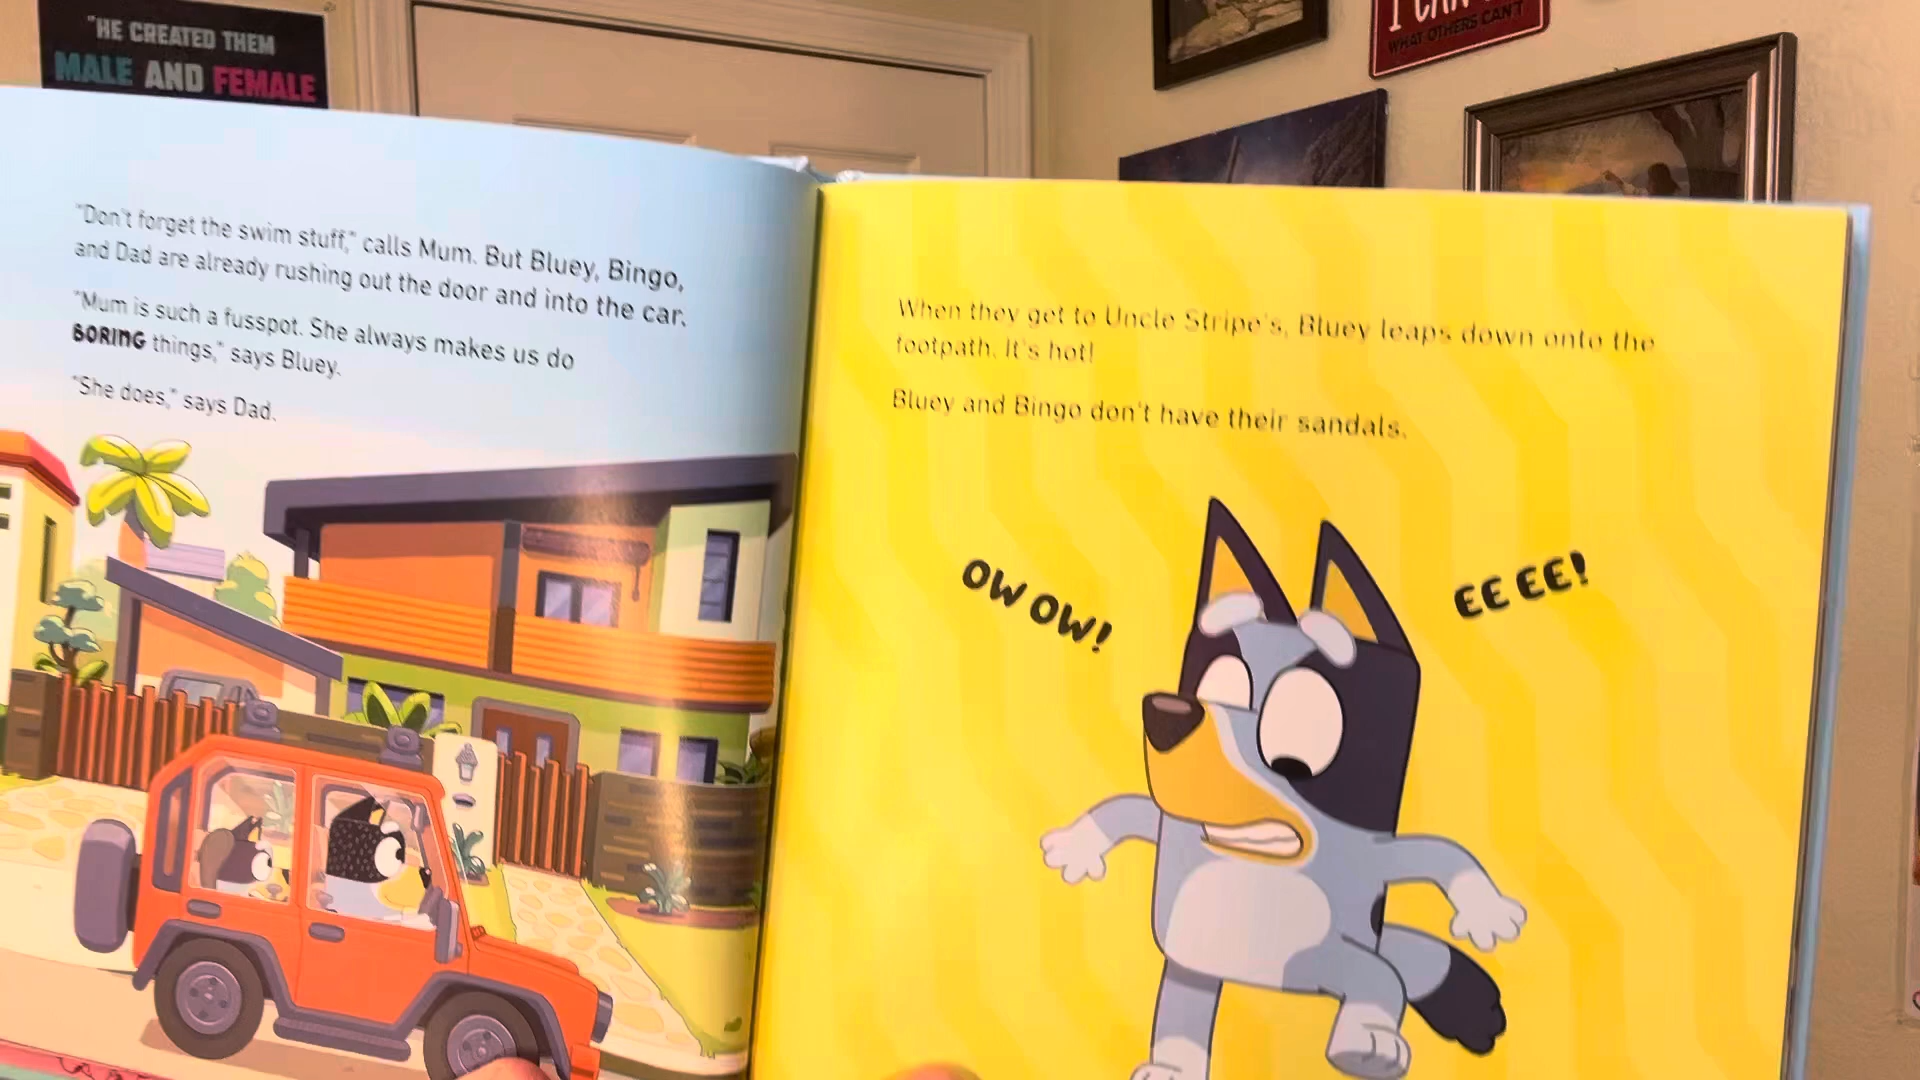 "HE CREATED THEM
MALE AND FEMALE
I CAN
WHAT OTHERS CAN'T
"Don't forget the swim stuff," calls Mum. But Bluey, Bingo,
and Dad are already rushing out the door and into the car.
"Mum is such a fusspot. She always makes us do
BORING things," says Bluey.
"She does," says Dad.
When they get to Uncle Stripe's, Bluey leaps down onto the
footpath. It's hot!
Bluey and Bingo don't have their sandals.
OW OW!
EE EE!